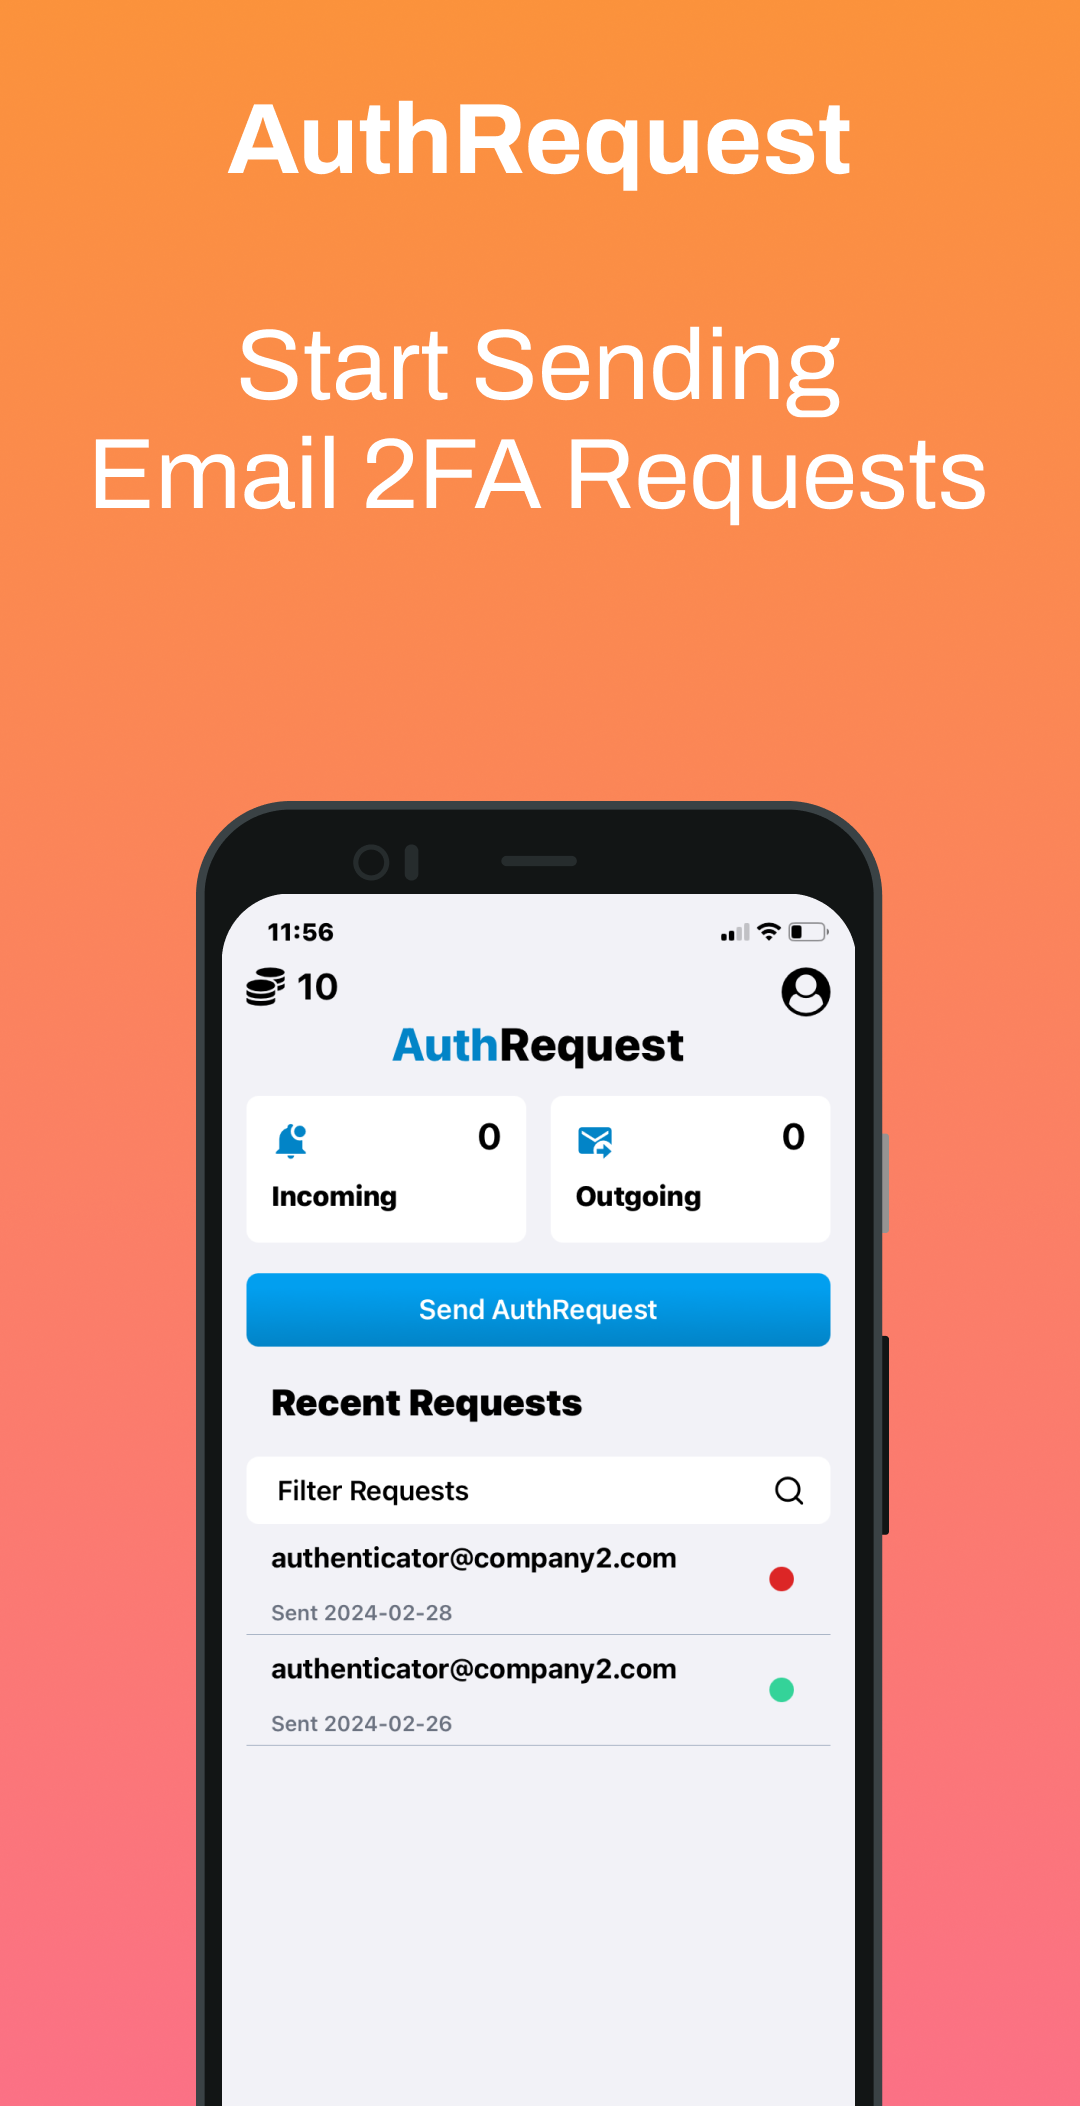 AuthRequest
Start Sending
Email 2FA Requests
11:56
10
AuthRequest
0
0
Incoming
Outgoing
Send AuthRequest
Recent Requests
Filter Requests
authenticator@company2.com
Sent 2024-02-28
authenticator@company2.com
Sent 2024-02-26